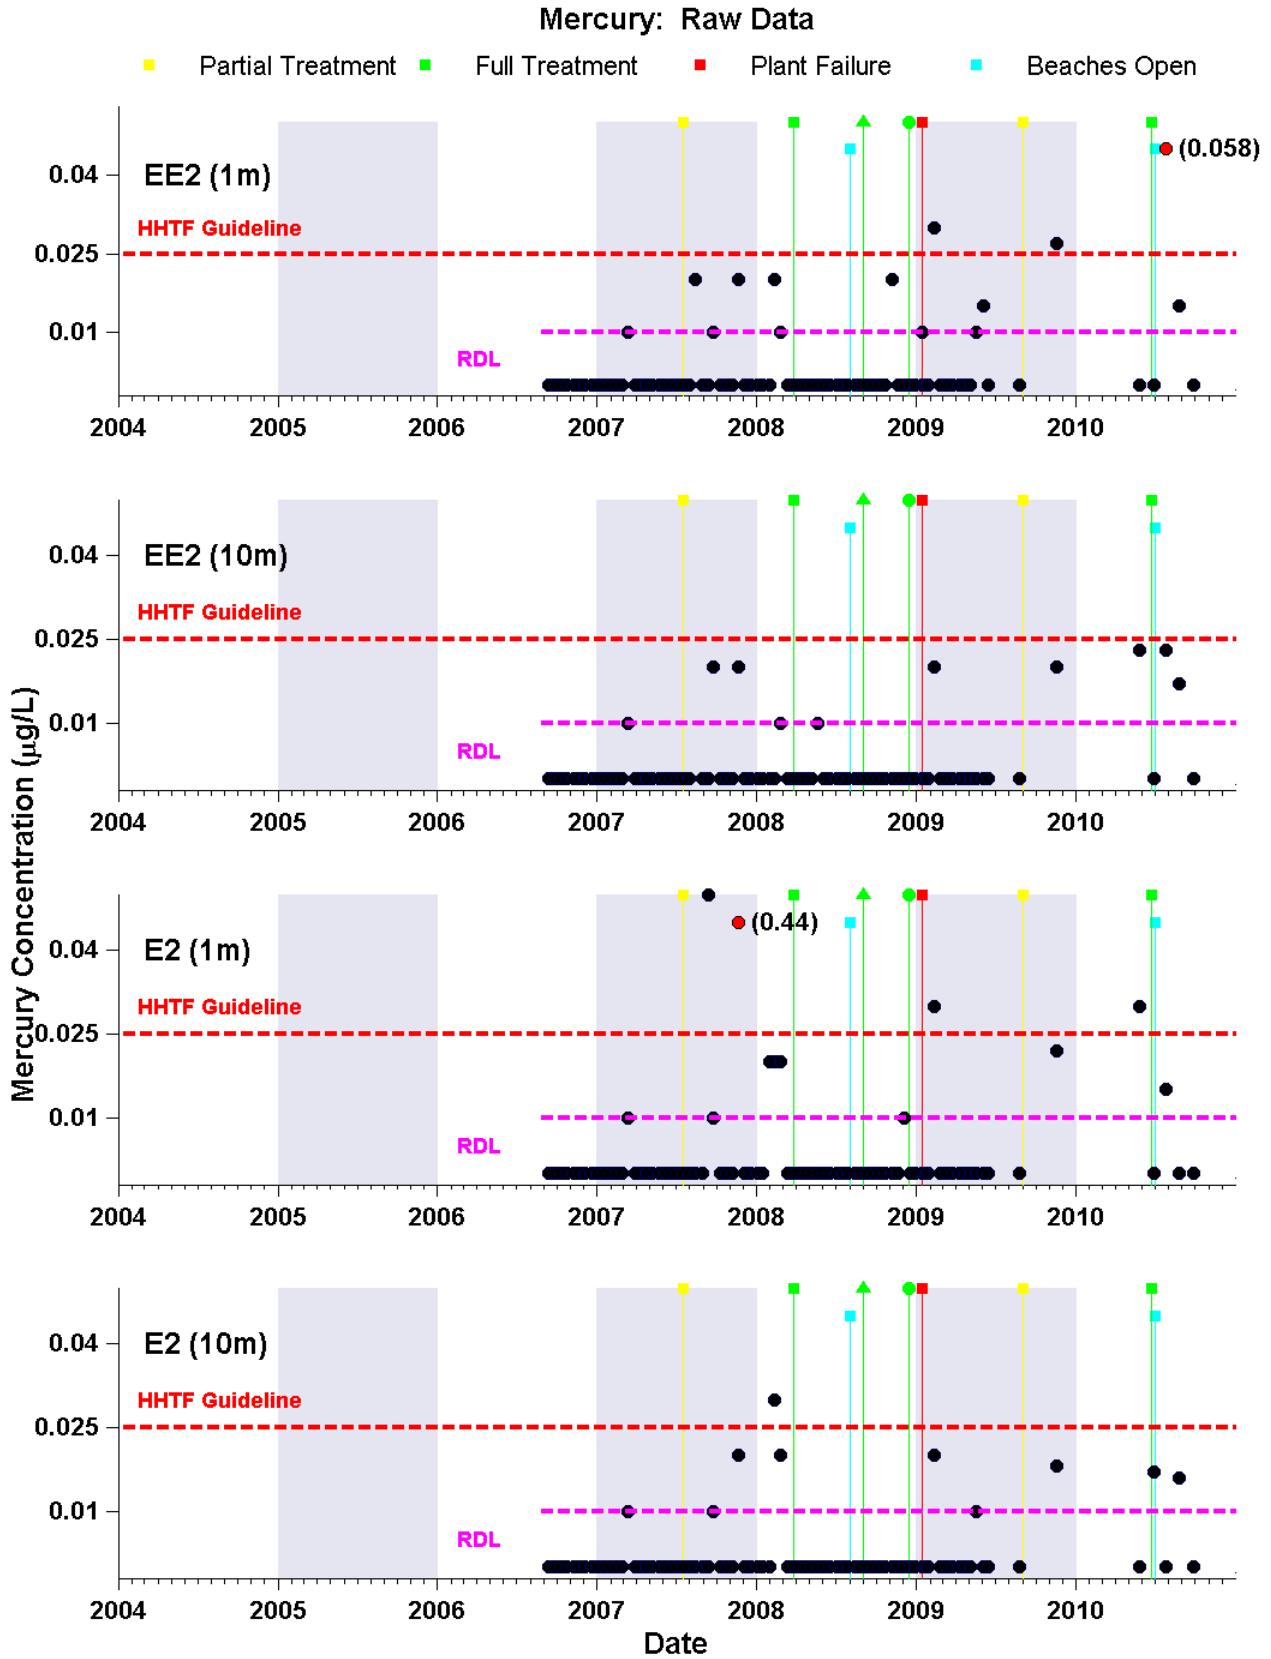 Mercury:  Raw Data
Partial Treatment Full Treatment Plant Failure Beaches Open
EE2 (1m)
(0.058)
0.04
HHTF Guideline
0.025
0.01
RDL
2004 2005 2006 2007 2008 2009 2010
EE2 (10m)
0.04
HHTF Guideline
0.025
0.01
RDL
2004 2005 2006 2007 2008 2009 2010
Mercury Concentration (µg/L)
(0.44)
E2 (1m)
0.04
HHTF Guideline
0.025
0.01
RDL
2004 2005 2006 2007 2008 2009 2010
E2 (10m)
0.04
HHTF Guideline
0.025
0.01
RDL
2004 2005 2006 2007 2008 2009 2010
Date